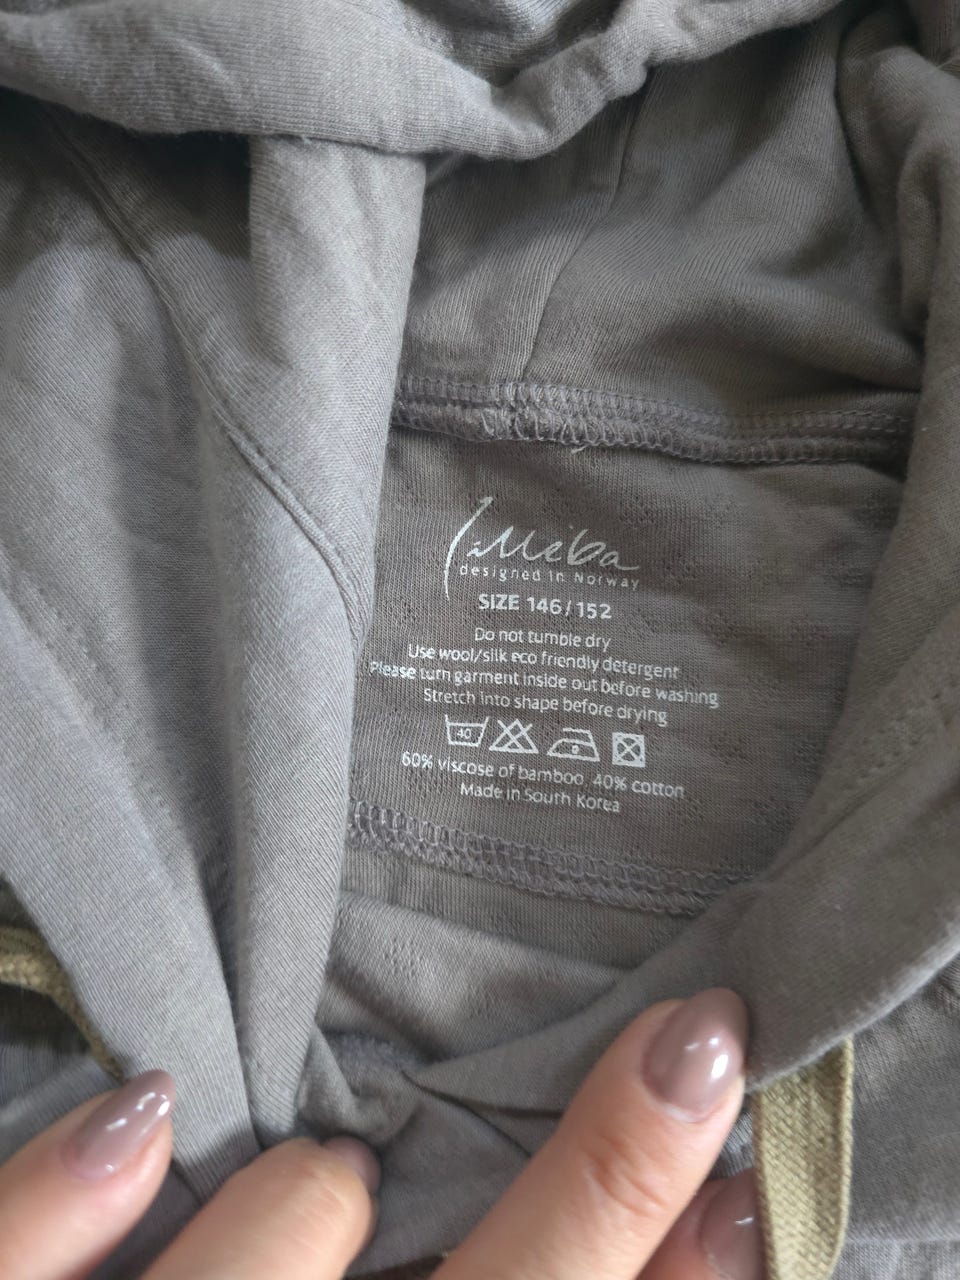 Lilleba
designed in Norway
SIZE 146/152
Do not tumble dry
Use wool/silk eco friendly detergent
Please turn garment inside out before washing
Stretch into shape before drying
40
60% viscose of bamboo, 40% cotton
Made in South Korea